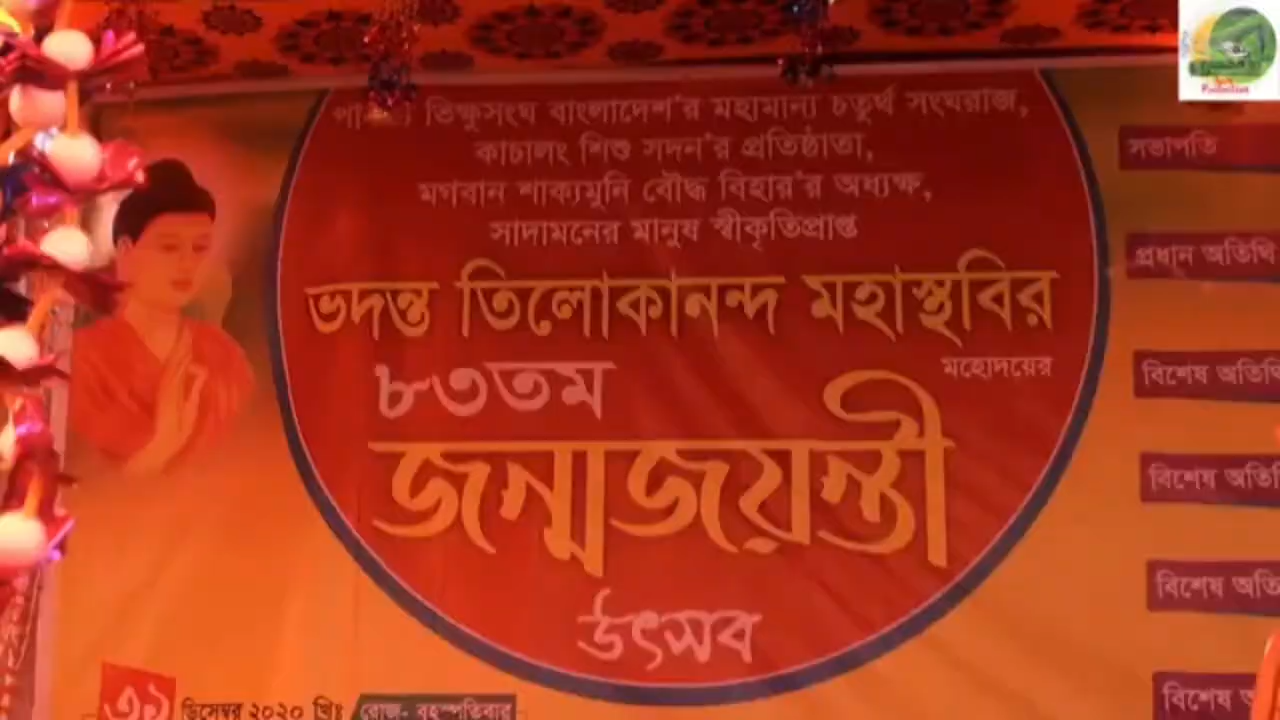 ভিক্ষুসংঘ বাংলাদেশ'র মহামান্য চতুর্থ সংঘরাজ,
কাচালং শিশু সদন'র প্রতিষ্ঠাতা,
মগবান শাক্যমুনি বৌদ্ধ বিহার'র অধ্যক্ষ,
সাদামনের মানুষ স্বীকৃতিপ্রাপ্ত
ভদন্ত তিলোকানন্দ মহাস্থবির
মহোদয়ের
৮৩তম
জন্মজয়ন্তী
উৎসব
৩১ ডিসেম্বর ২০২০ খ্রিঃ রোজ- বৃহস্পতিবার
সভাপতি
প্রধান অতিথি
বিশেষ অতিথি
বিশেষ অতিথি
বিশেষ অতি
বিশেষ